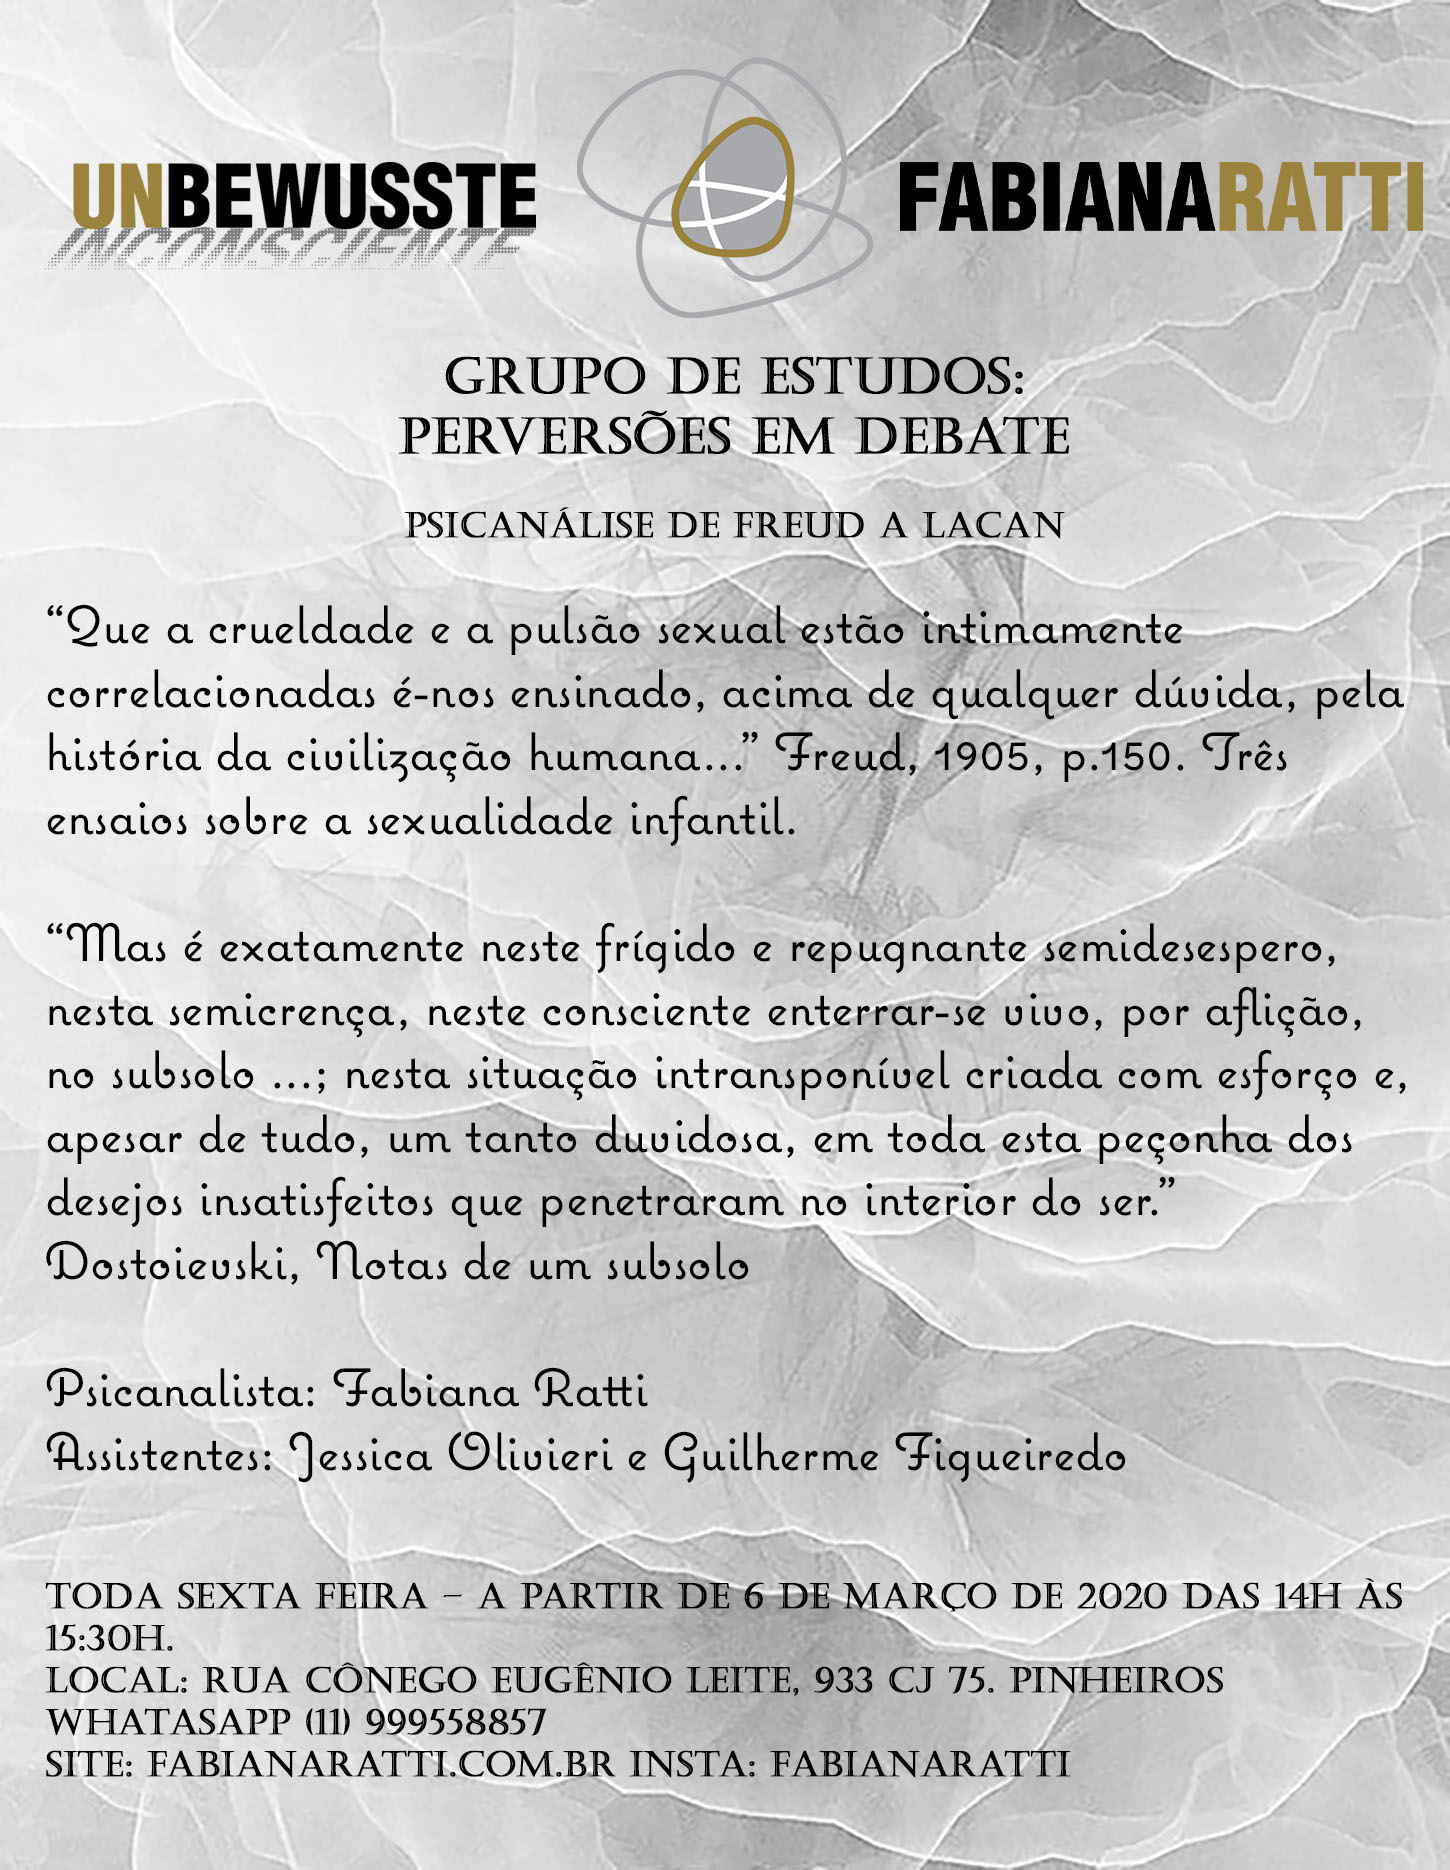 UNBEWUSSTE
INCONSCIENTE
FABIANARATTI
GRUPO DE ESTUDOS:
PERVERSÕES EM DEBATE
PSICANÁLISE DE FREUD A LACAN
“Que a crueldade e a pulsão sexual estão intimamente
correlacionadas é-nos ensinado, acima de qualquer dúvida, pela
história da civilização humana...” Freud, 1905, p.150. Três
ensaios sobre a sexualidade infantil.
“Mas é exatamente neste frígido e repugnante semidesespero,
nesta semicrença, neste consciente enterrar-se vivo, por aflição,
no subsolo ...; nesta situação intransponível criada com esforço e,
apesar de tudo, um tanto duvidosa, em toda esta peçonha dos
desejos insatisfeitos que penetraram no interior do ser.”
Dostoievski, Notas de um subsolo
Psicanalista: Fabiana Ratti
Assistentes: Jessica Olivieri e Guilherme Figueiredo
TODA SEXTA FEIRA – A PARTIR DE 6 DE MARÇO DE 2020 DAS 14H ÀS
15:30H.
LOCAL: RUA CÔNEGO EUGÊNIO LEITE, 933 CJ 75. PINHEIROS
WHATASAPP (11) 999558857
SITE: FABIANARATTI.COM.BR INSTA: FABIANARATTI